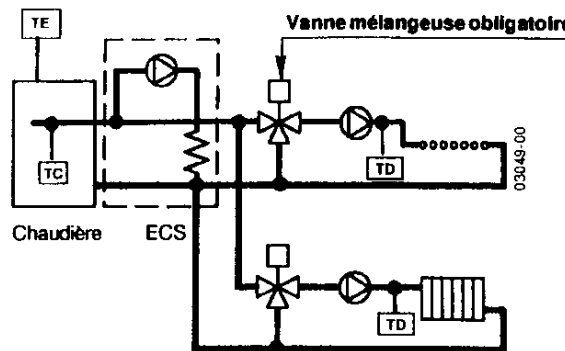 TE
Vanne mélangeuse obligatoire
TC
TD
03049-00
Chaudière
ECS
TD